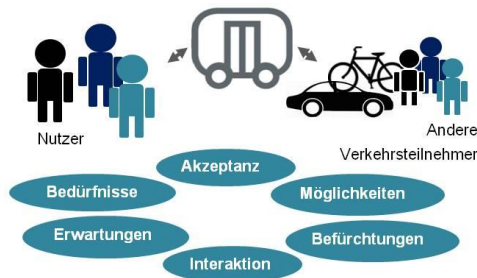 Nutzer
Andere
Verkehrsteilnehmer
Akzeptanz
Bedürfnisse
Möglichkeiten
Erwartungen
Befürchtungen
Interaktion